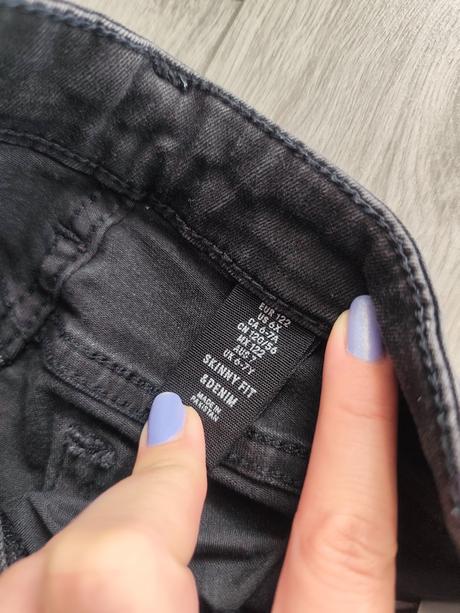 EUR 122
US 6X
CA 6-7A
CN 120/56
MX 122
AUS 7
UK 6-7Y
SKINNY FIT
&DENIM
MADE IN
PAKISTAN